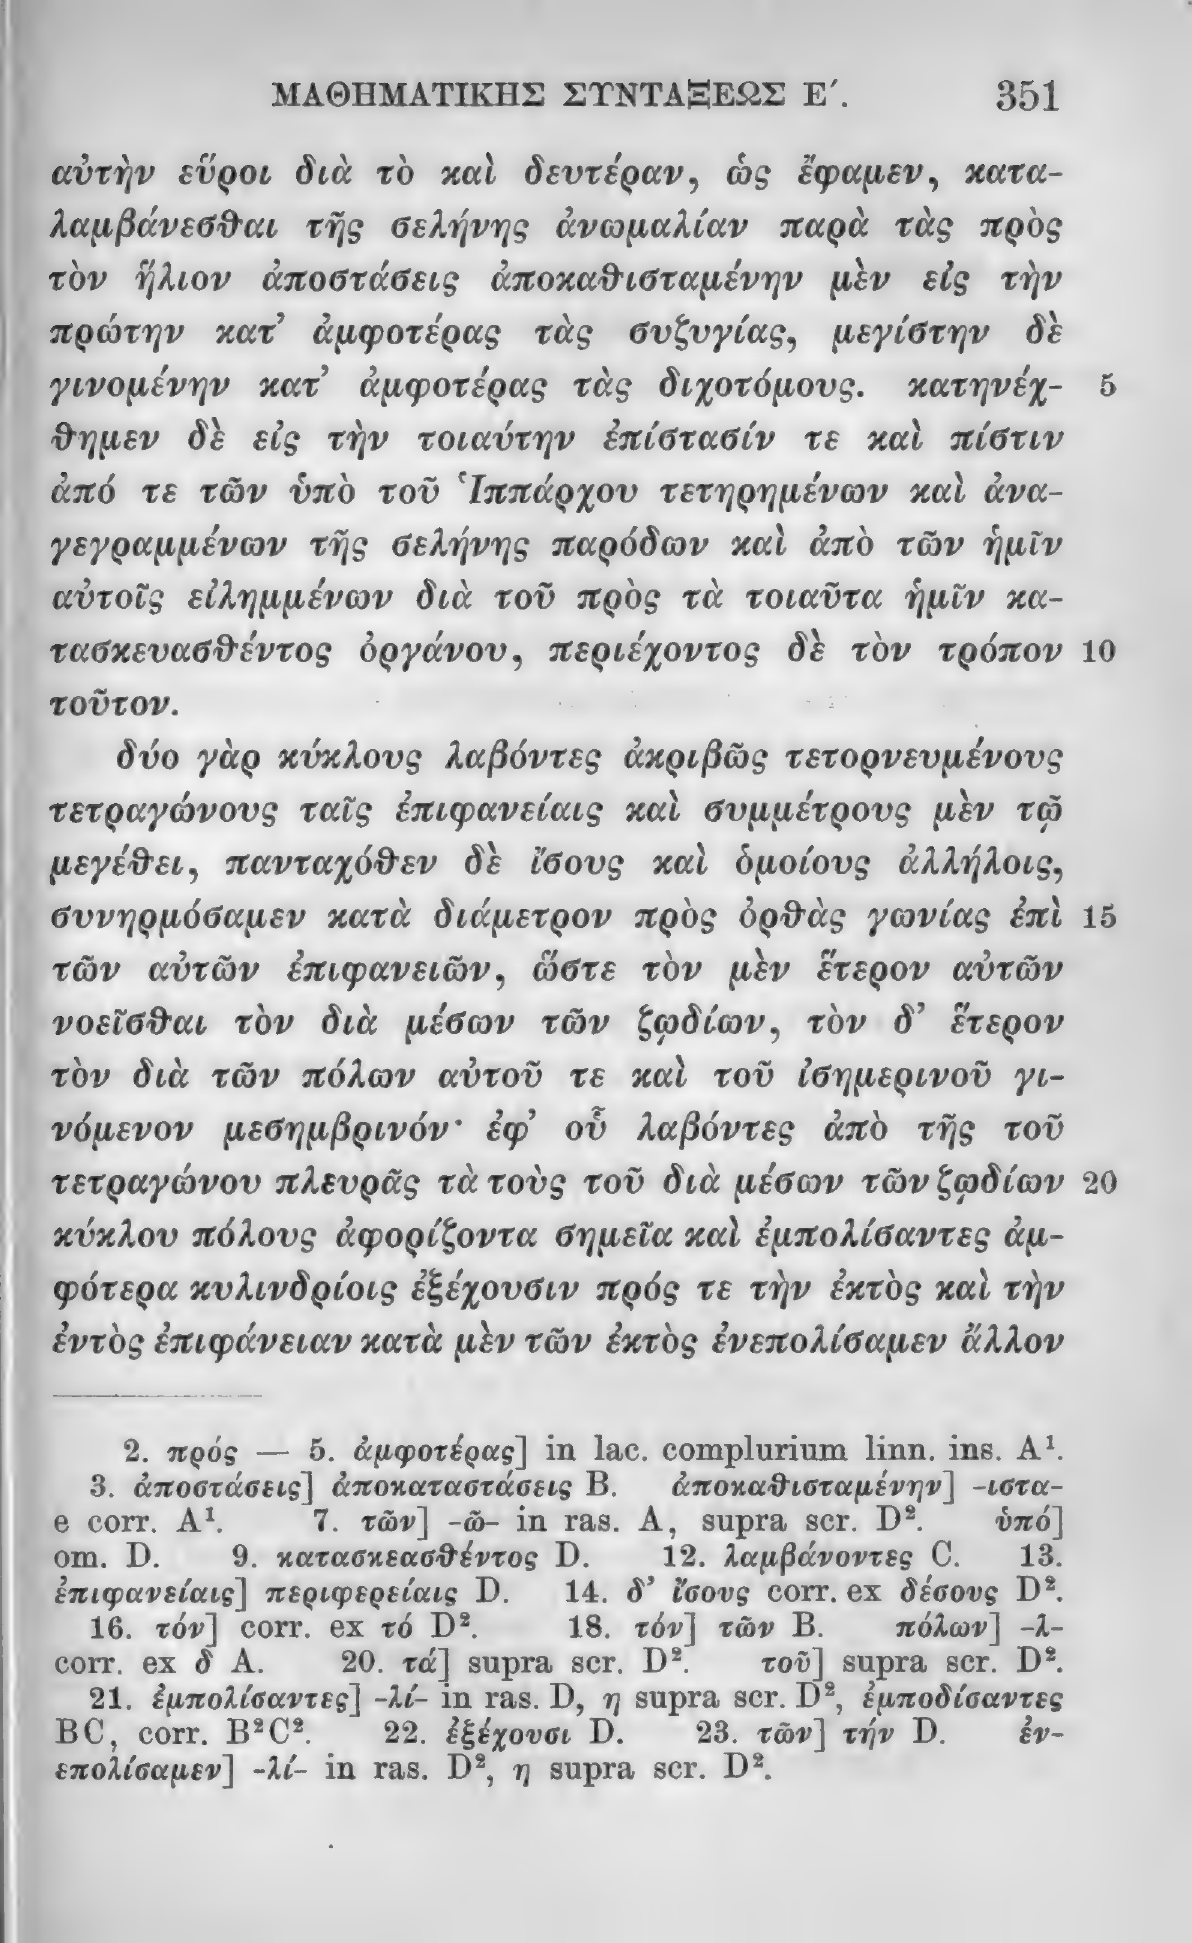 ΜΑΘΗΜΑΤΙΚΗΣ ΣΥΝΤΑΞΕΩΣ Ε΄. 351
αὐτὴν εὕροι διὰ τὸ καὶ δευτέραν, ὡς ἔφαμεν, κατα-
λαμβάνεσθαι τῆς σελήνης ἀνωμαλίαν παρὰ τὰς πρὸς
τὸν ἥλιον ἀποστάσεις ἀποκαθισταμένην μὲν εἰς τὴν
πρώτην κατ’ ἀμφοτέρας τὰς συζυγίας, μεγίστην δὲ
γινομένην κατ’ ἀμφοτέρας τὰς διχοτόμους. κατηνέχ- 5
θημεν δὲ εἰς τὴν τοιαύτην ἐπίστασίν τε καὶ πίστιν
ἀπό τε τῶν ὑπὸ τοῦ Ἱππάρχου τετηρημένων καὶ ἀνα-
γεγραμμένων τῆς σελήνης παρόδων καὶ ἀπὸ τῶν ἡμῖν
αὐτοῖς εἰλημμένων διὰ τοῦ πρὸς τὰ τοιαῦτα ἡμῖν κα-
τασκευασθέντος ὀργάνου, περιέχοντος δὲ τὸν τρόπον 10
τοῦτον.
δύο γὰρ κύκλους λαβόντες ἀκριβῶς τετορνευμένους
τετραγώνους ταῖς ἐπιφανείαις καὶ συμμέτρους μὲν τῷ
μεγέθει, πανταχόθεν δὲ ἴσους καὶ ὁμοίους ἀλλήλοις,
συνηρμόσαμεν κατὰ διάμετρον πρὸς ὀρθὰς γωνίας ἐπὶ 15
τῶν αὐτῶν ἐπιφανειῶν, ὥστε τὸν μὲν ἕτερον αὐτῶν
νοεῖσθαι τὸν διὰ μέσων τῶν ζῳδίων, τὸν δ’ ἕτερον
τὸν διὰ τῶν πόλων αὐτοῦ τε καὶ τοῦ ἰσημερινοῦ γι-
νόμενον μεσημβρινόν· ἐφ’ οὗ λαβόντες ἀπὸ τῆς τοῦ
τετραγώνου πλευρᾶς τὰ τοὺς τοῦ διὰ μέσων τῶν ζῳδίων 20
κύκλου πόλους ἀφορίζοντα σημεῖα καὶ ἐμπολίσαντες ἀμ-
φότερα κυλινδρίοις ἐξέχουσιν πρός τε τὴν ἐκτὸς καὶ τὴν
ἐντὸς ἐπιφάνειαν κατὰ μὲν τῶν ἐκτὸς ἐνεπολίσαμεν ἄλλον
2. πρός — 5. ἀμφοτέρας] in lac. complurium linn. ins. A¹.
3. ἀποστάσεις] ἀποκαταστάσεις B. ἀποκαθισταμένην] -ιστα-
e corr. A¹. 7. τῶν] -ῶ- in ras. A, supra scr. D². ὑπό]
om. D. 9. κατασκεασθέντος D. 12. λαμβάνοντες C. 13.
ἐπιφανείαις] περιφερείαις D. 14. δ’ ἴσους corr. ex δέσους D².
16. τόν] corr. ex τό D². 18. τόν] τῶν B. πόλων] -λ-
corr. ex δ A. 20. τά] supra scr. D². τοῦ] supra scr. D².
21. ἐμπολίσαντες] -λί- in ras. D, η supra scr. D², ἐμποδίσαντες
BC, corr. B²C². 22. ἐξέχουσι D. 23. τῶν] τήν D. ἐν-
επολίσαμεν] -λί- in ras. D², η supra scr. D².